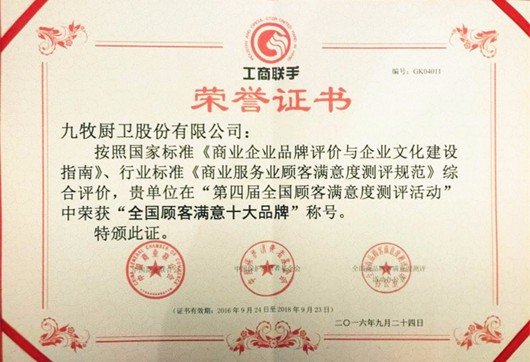 工商联手
编号：GK04011
荣誉证书
九牧厨卫股份有限公司：
按照国家标准《商业企业品牌评价与企业文化建设
指南》、行业标准《商业服务业顾客满意度测评规范》综
合评价，贵单位在“第四届全国顾客满意度测评活动”
中荣获“全国顾客满意十大品牌”称号。
特颁此证。
（证书有效期：2016年9月24日至2018年9月23日）
二〇一六年九月二十四日